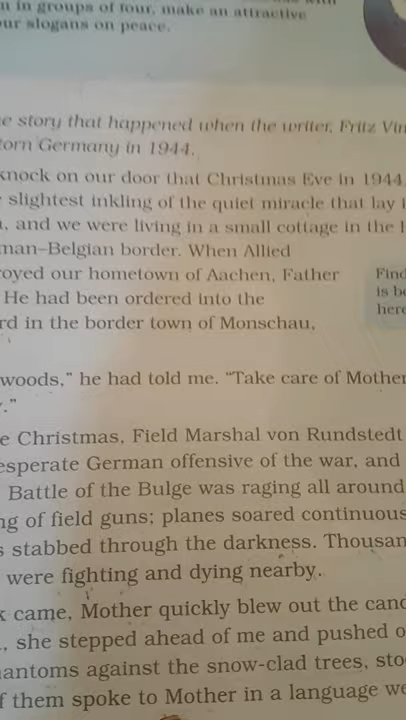 in groups of four, make an attractive
ur slogans on peace.
e story that happened when the writer, Fritz Vin
torn Germany in 1944.
knock on our door that Christmas Eve in 1944
slightest inkling of the quiet miracle that lay i
, and we were living in a small cottage in the
man–Belgian border. When Allied
royed our hometown of Aachen, Father
He had been ordered into the
rd in the border town of Monschau,
Find
is be
here
woods,” he had told me. “Take care of Mother
.”
e Christmas, Field Marshal von Rundstedt
esperate German offensive of the war, and
Battle of the Bulge was raging all around
ng of field guns; planes soared continuous
s stabbed through the darkness. Thousan
were fighting and dying nearby.
k came, Mother quickly blew out the cand
, she stepped ahead of me and pushed o
antoms against the snow-clad trees, sto
f them spoke to Mother in a language we